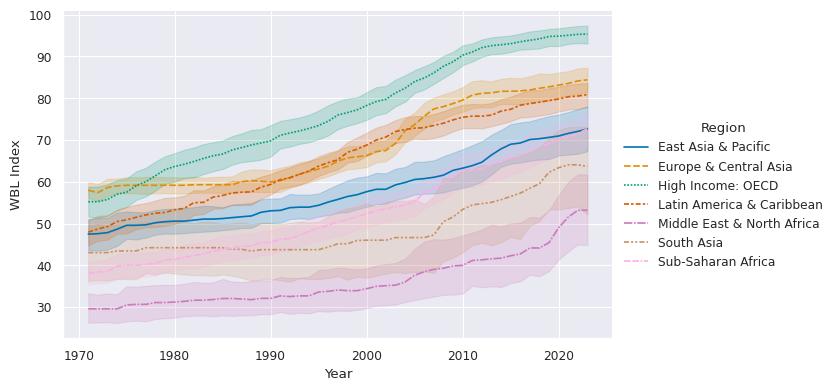 100
90
80
70
60
50
40
30
WBL Index
1970
1980
1990
2000
2010
2020
Year
Region
East Asia & Pacific
Europe & Central Asia
High Income: OECD
Latin America & Caribbean
Middle East & North Africa
South Asia
Sub-Saharan Africa